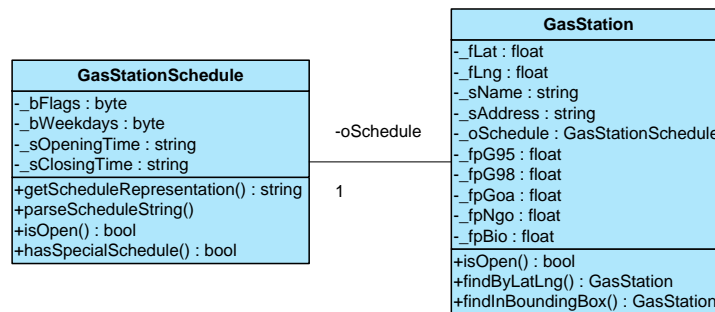 GasStationSchedule
-_bFlags : byte
-_bWeekdays : byte
-_sOpeningTime : string
-_sClosingTime : string
+getScheduleRepresentation() : string
+parseScheduleString()
+isOpen() : bool
+hasSpecialSchedule() : bool
-oSchedule
1
GasStation
-_fLat : float
-_fLng : float
-_sName : string
-_sAddress : string
-_oSchedule : GasStationSchedule
-_fpG95 : float
-_fpG98 : float
-_fpGoa : float
-_fpNgo : float
-_fpBio : float
+isOpen() : bool
+findByLatLng() : GasStation
+findInBoundingBox() : GasStation